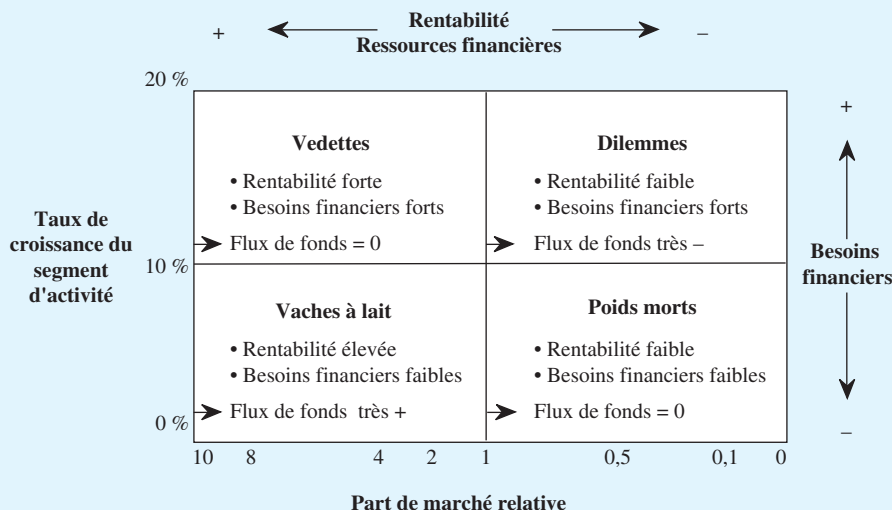 Rentabilité
+ –
Ressources financières
20 %
+
Vedettes Dilemmes
• Rentabilité forte • Rentabilité faible
• Besoins financiers forts • Besoins financiers forts
Flux de fonds = 0 Flux de fonds très –
Taux de
croissance du
segment
d'activité
10 %
Besoins
financiers
Vaches à lait Poids morts
• Rentabilité élevée • Rentabilité faible
• Besoins financiers faibles • Besoins financiers faibles
Flux de fonds très + Flux de fonds = 0
0 %
–
10 8 4 2 1 0,5 0,1 0
Part de marché relative